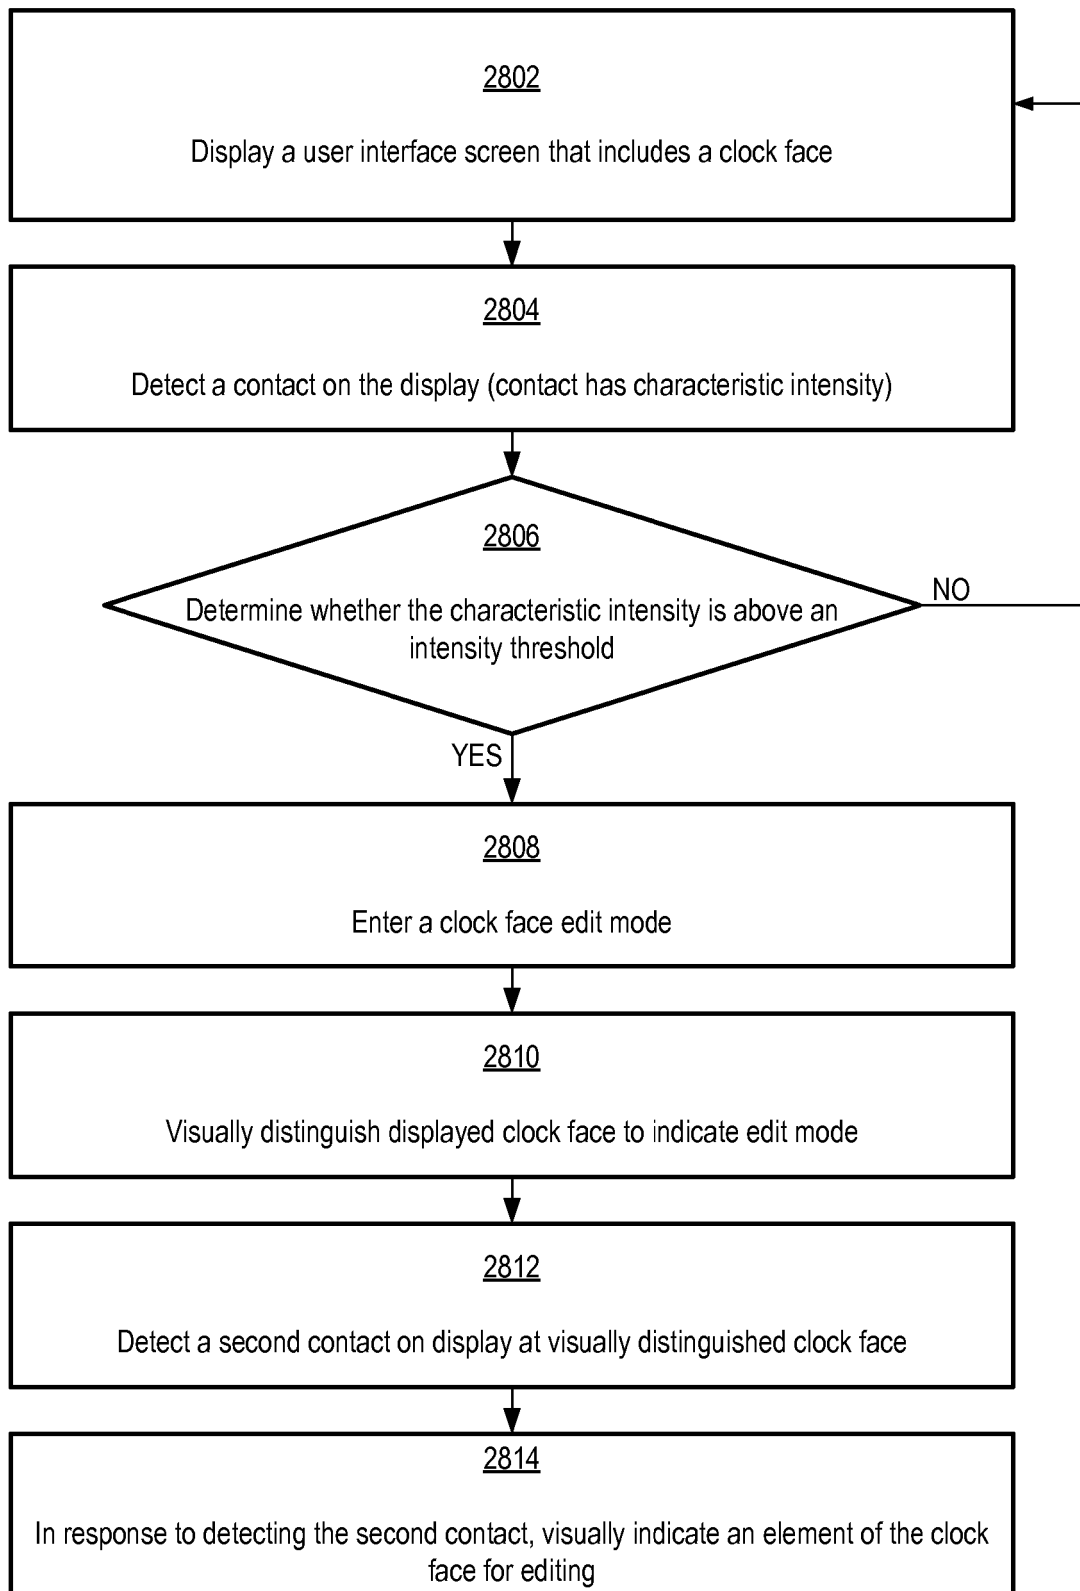 2802
Display a user interface screen that includes a clock face
2804
Detect a contact on the display (contact has characteristic intensity)
2806
Determine whether the characteristic intensity is above an
intensity threshold
NO
YES
2808
Enter a clock face edit mode
2810
Visually distinguish displayed clock face to indicate edit mode
2812
Detect a second contact on display at visually distinguished clock face
2814
In response to detecting the second contact, visually indicate an element of the clock
face for editing